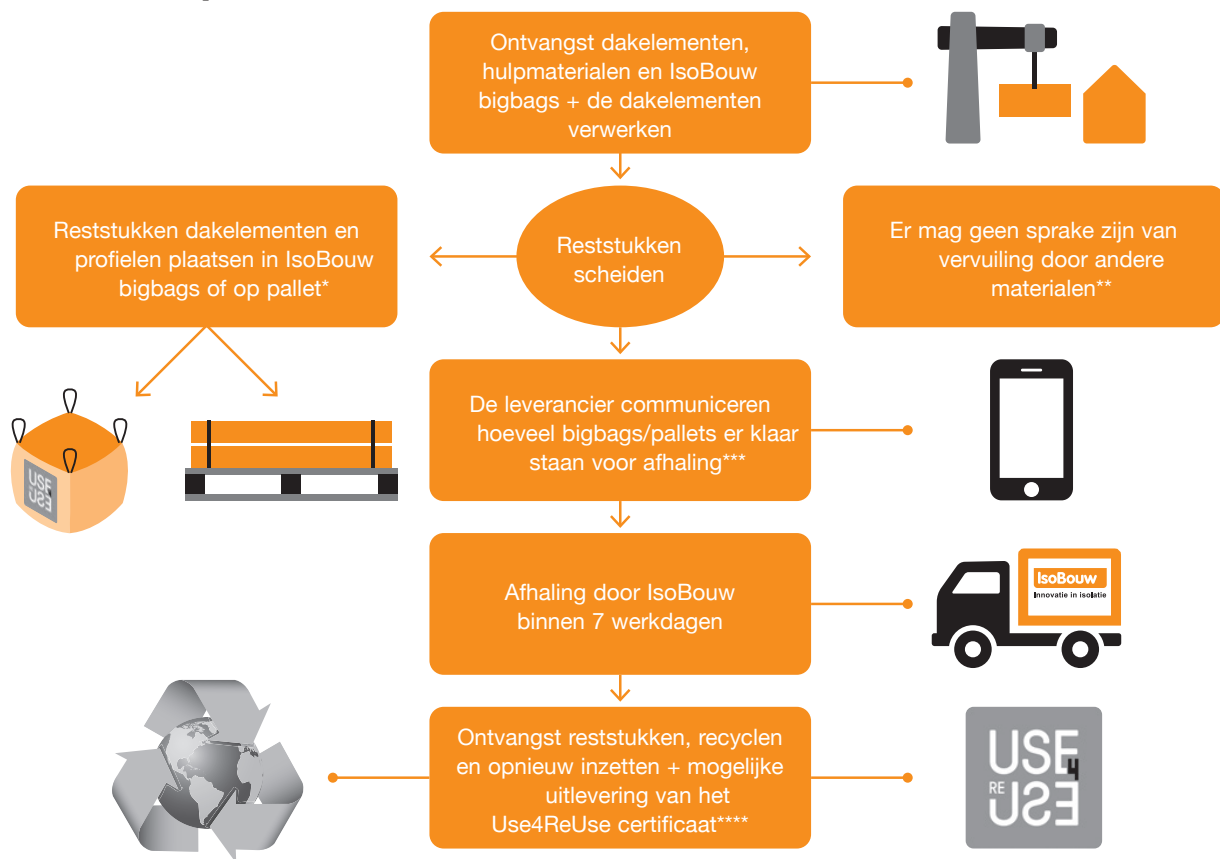 Ontvangst dakelementen,
hulpmaterialen en IsoBouw
bigbags + de dakelementen
verwerken
Reststukken dakelementen en
profielen plaatsen in IsoBouw
bigbags of op pallet*
Reststukken
scheiden
Er mag geen sprake zijn van
vervuiling door andere
materialen**
USE
RE
USE
De leverancier communiceren
hoeveel bigbags/pallets er klaar
staan voor afhaling***
Afhaling door IsoBouw
binnen 7 werkdagen
IsoBouw
Innovatie in isolatie
Ontvangst reststukken, recyclen
en opnieuw inzetten + mogelijke
uitlevering van het
Use4ReUse certificaat****
USE
4
RE
USE